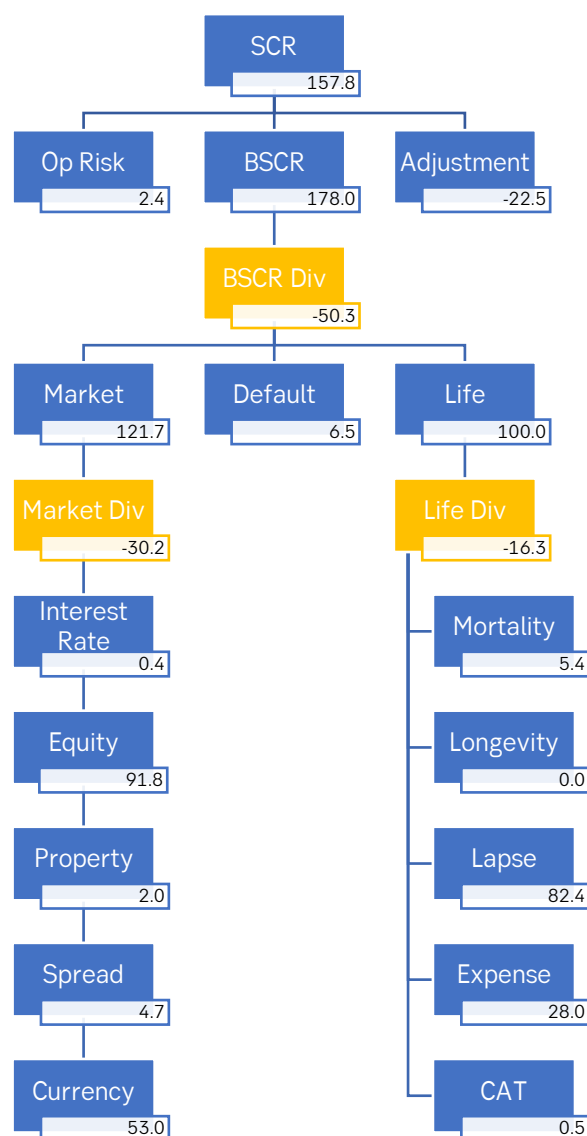 SCR
157.8
Op Risk
2.4
BSCR
178.0
Adjustment
-22.5
BSCR Div
-50.3
Market
121.7
Default
6.5
Life
100.0
Market Div
-30.2
Life Div
-16.3
Interest
Rate
0.4
Mortality
5.4
Equity
91.8
Longevity
0.0
Property
2.0
Lapse
82.4
Spread
4.7
Expense
28.0
Currency
53.0
CAT
0.5